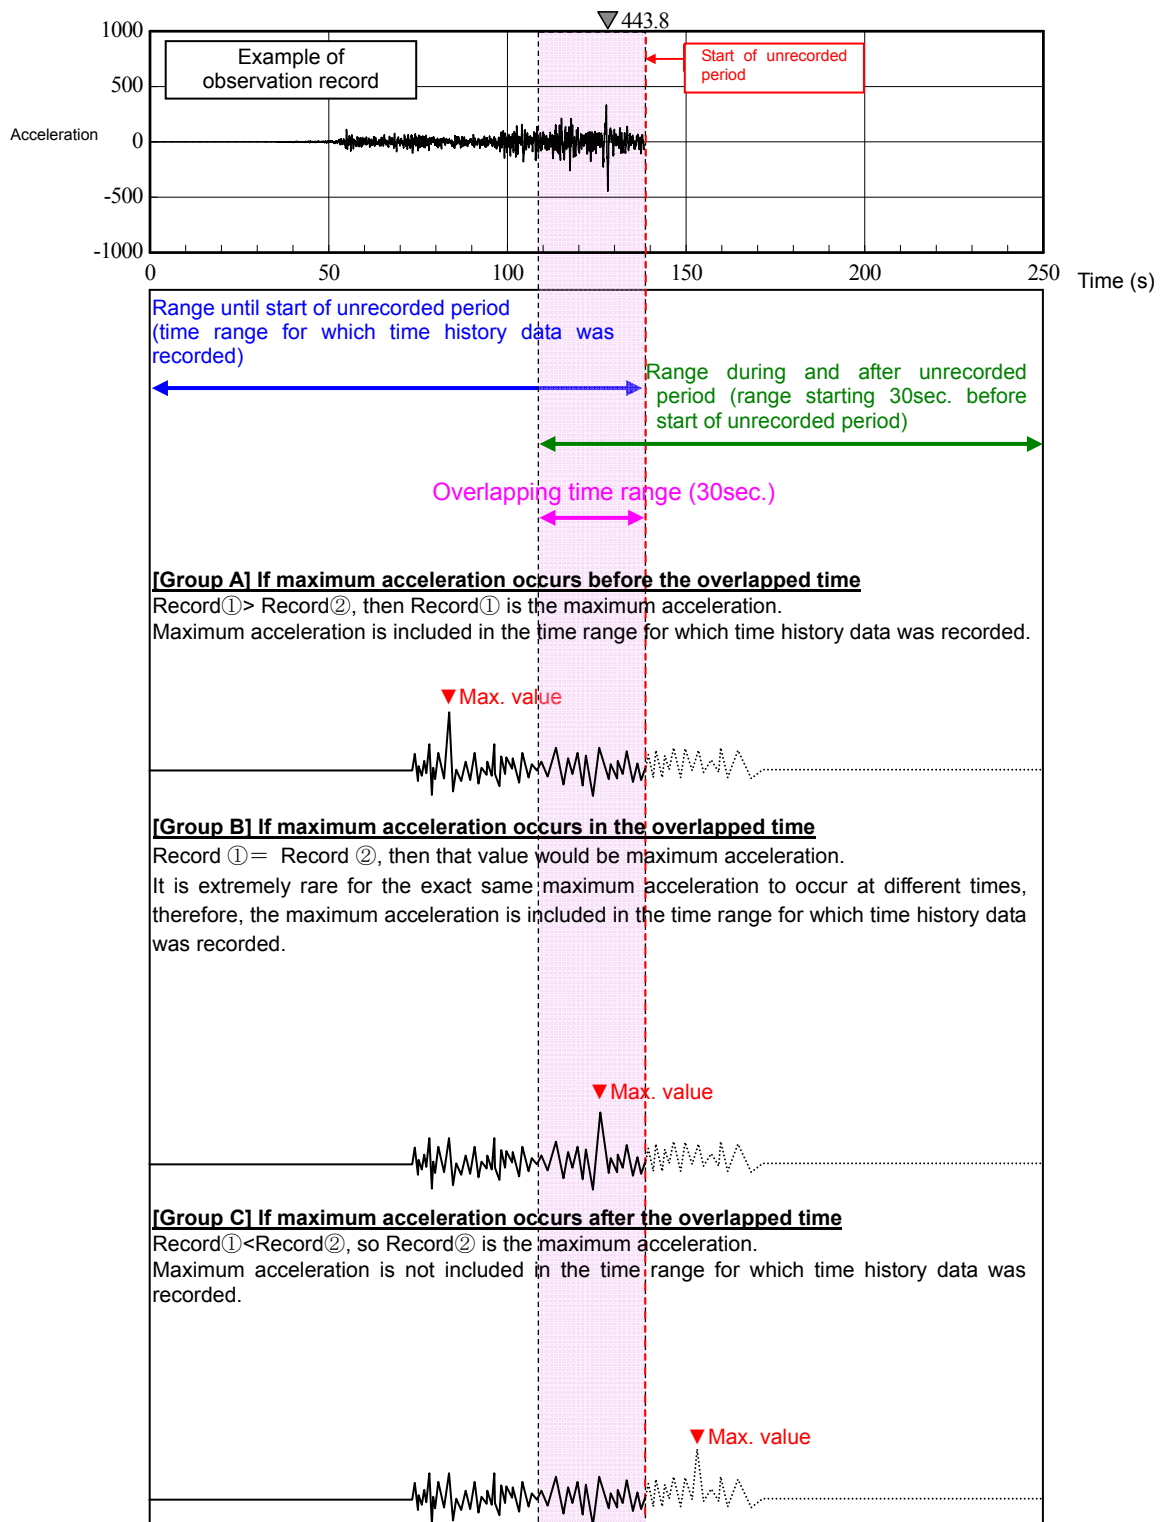 443.8
1000
Example of
observation record
Start of unrecorded
period
500
Acceleration
0
-500
-1000
0 50 100 150 200 250
Time (s)
Range until start of unrecorded period
(time range for which time history data was
recorded)
Range during and after unrecorded
period (range starting 30sec. before
start of unrecorded period)
Overlapping time range (30sec.)
[Group A] If maximum acceleration occurs before the overlapped time
Record①> Record②, then Record① is the maximum acceleration.
Maximum acceleration is included in the time range for which time history data was recorded.
▼Max. value
[Group B] If maximum acceleration occurs in the overlapped time
Record ①＝ Record ②, then that value would be maximum acceleration.
It is extremely rare for the exact same maximum acceleration to occur at different times,
therefore, the maximum acceleration is included in the time range for which time history data
was recorded.
▼Max. value
[Group C] If maximum acceleration occurs after the overlapped time
Record①<Record②, so Record② is the maximum acceleration.
Maximum acceleration is not included in the time range for which time history data was
recorded.
▼Max. value